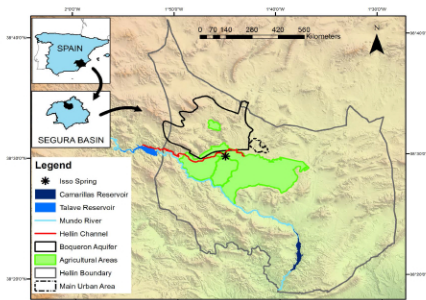 SPAIN
SEGURA BASIN
0 70 140 280 420 560
Kilometers
N
Legend
Isso Spring
Camarillas Reservoir
Talave Reservoir
Mundo River
Hellin Channel
Boqueron Aquifer
Agricultural Areas
Hellin Boundary
Main Urban Area